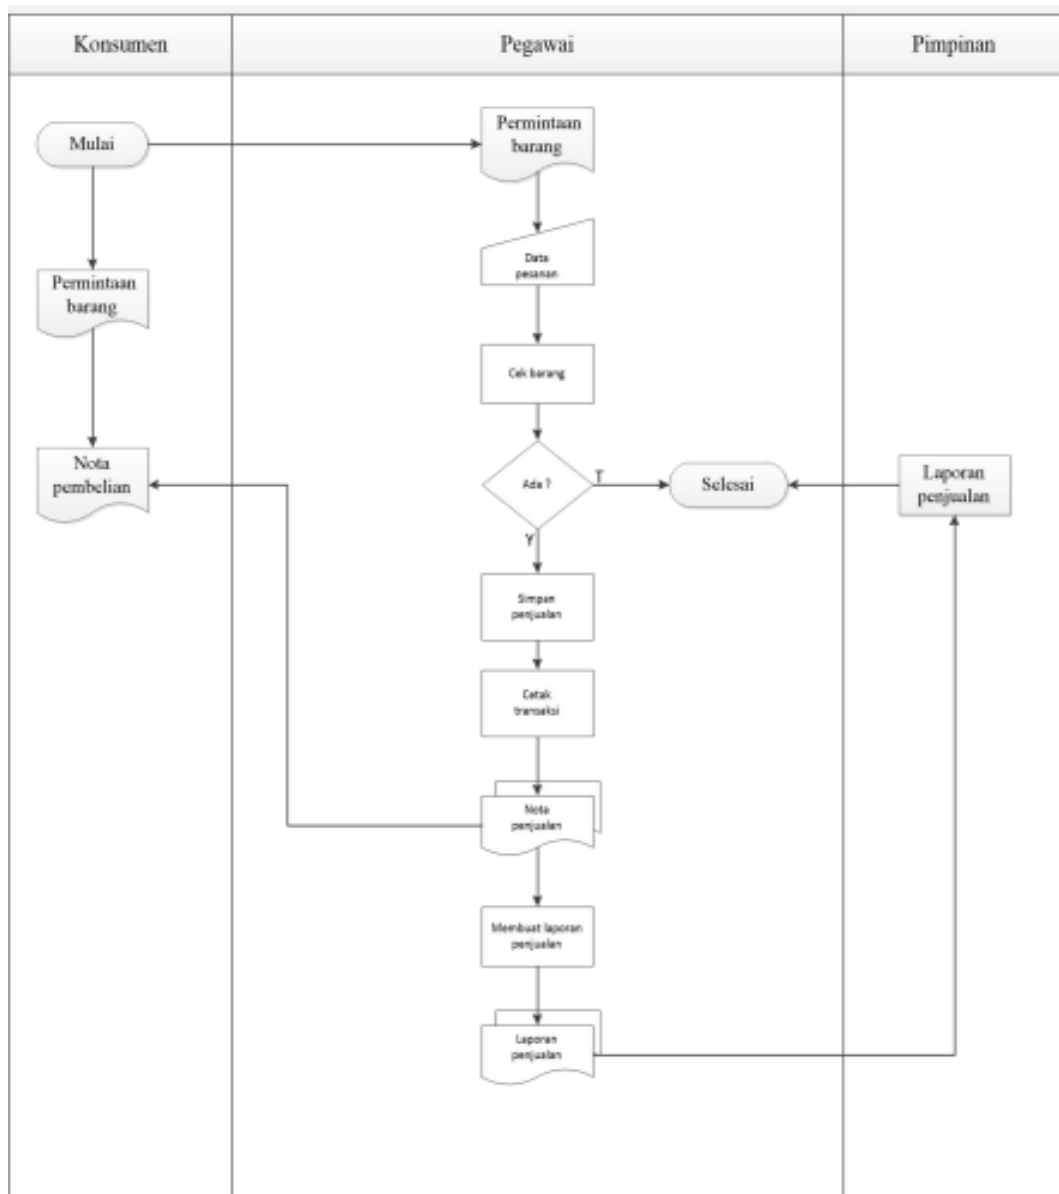 Konsumen
Pegawai
Pimpinan
Mulai
Permintaan
barang
Data
pesanan
Permintaan
barang
Cek barang
Nota
pembelian
Ada ?
T
Selesai
Laporan
penjualan
Y
Simpan
penjualan
Cetak
transaksi
Nota
penjualan
Membuat laporan
penjualan
Laporan
penjualan